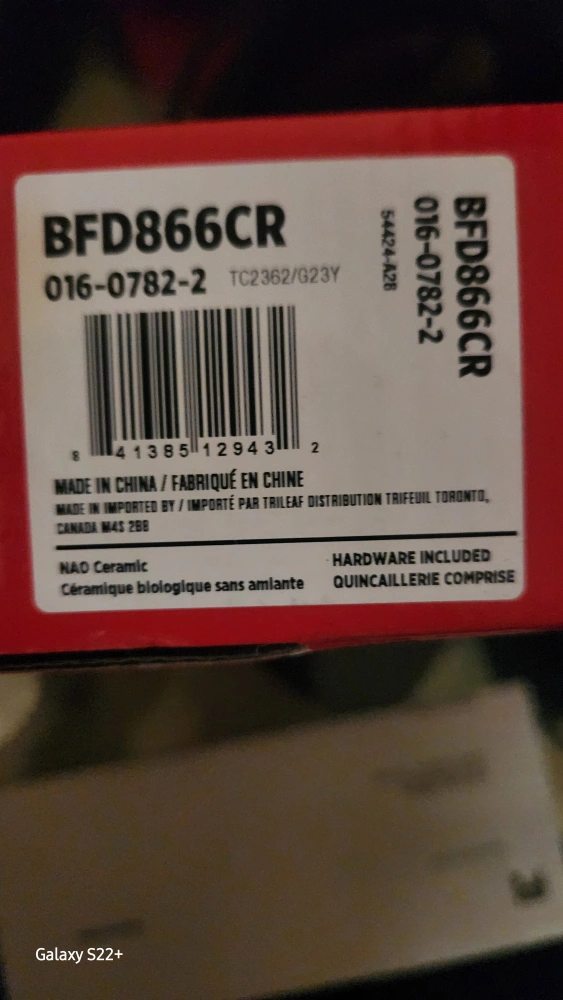 BFD866CR
016-0782-2 TC2362/G23Y
8 41385 12943 2
MADE IN CHINA / FABRIQUÉ EN CHINE
MADE IN IMPORTED BY / IMPORTÉ PAR TRILEAF DISTRIBUTION TRIFEUIL TORONTO,
CANADA M4S 2B8
NAO Ceramic
Céramique biologique sans amiante
HARDWARE INCLUDED
QUINCAILLERIE COMPRISE
BFD866CR
016-0782-2
54424-A2B
3
Galaxy S22+